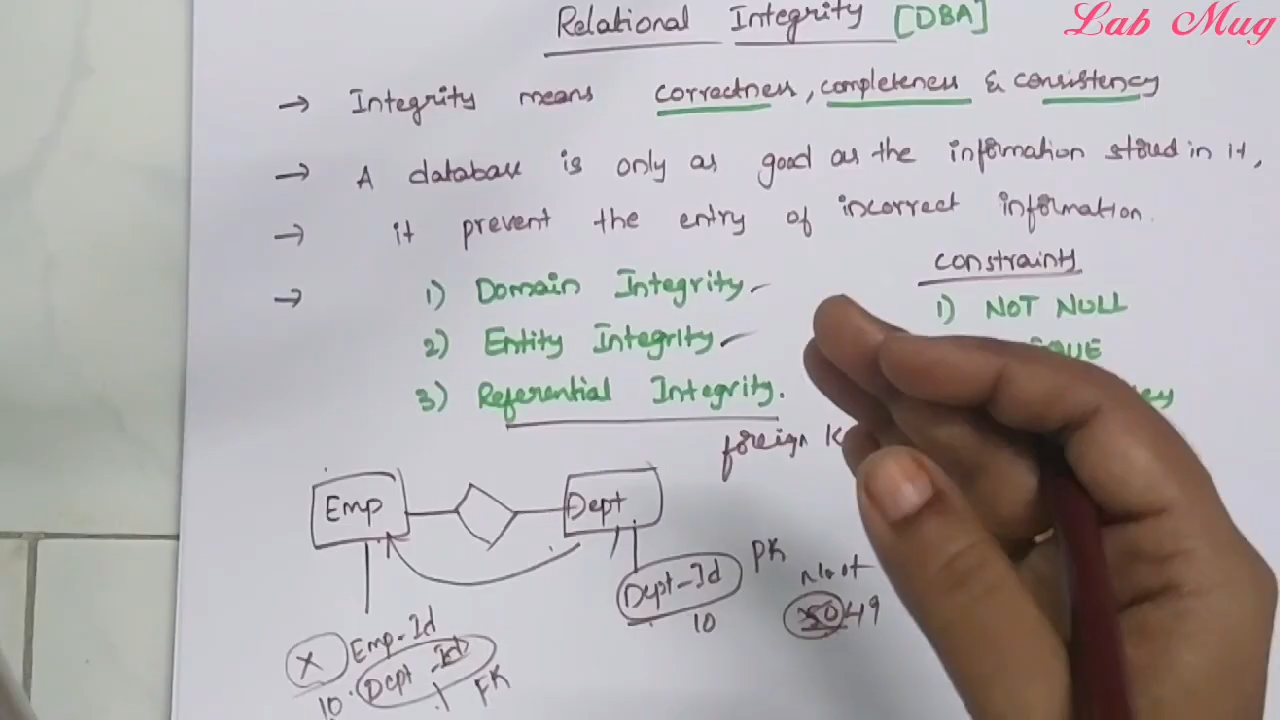 Relational Integrity [DBA]
Lab Mug
→ Integrity means correctness, completeness & consistency
→ A database is only as good as the information stored in it,
→ it prevent the entry of incorrect information.
constraints
→ 1) Domain Integrity
1) NOT NULL
2) Entity Integrity
3) Referential Integrity.
foreign K
Emp
Dept
Dept-Id PK
10
50 49
Emp-Id
X
Dept-Id FK
10